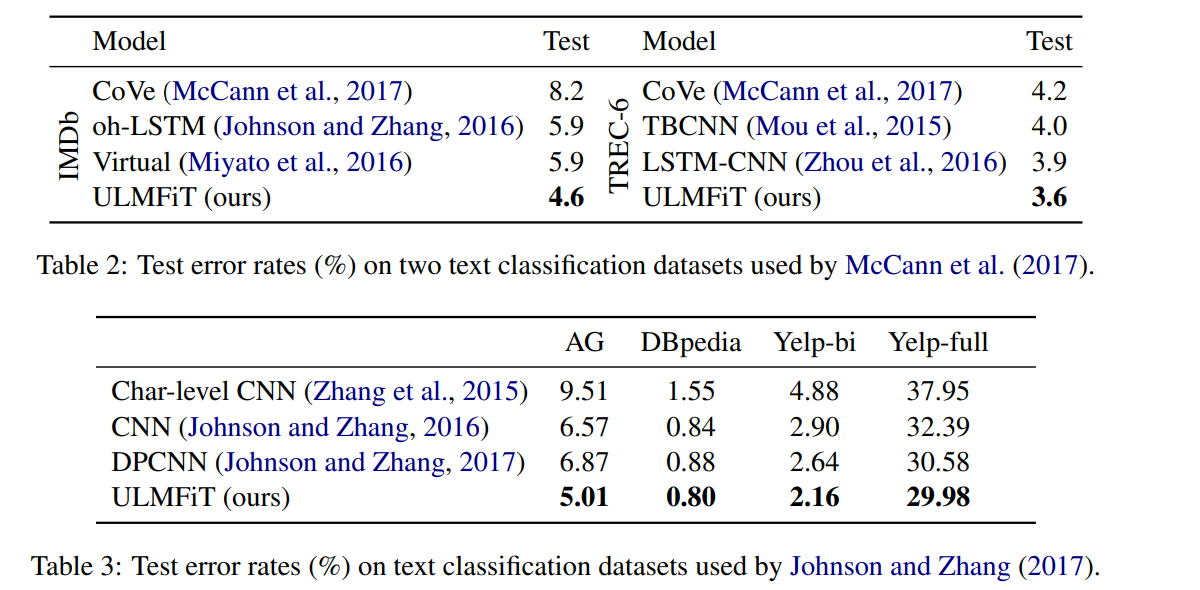 Model Test Model Test
CoVe (McCann et al., 2017) 8.2 CoVe (McCann et al., 2017) 4.2
oh-LSTM (Johnson and Zhang, 2016) 5.9 TBCNN (Mou et al., 2015) 4.0
Virtual (Miyato et al., 2016) 5.9 LSTM-CNN (Zhou et al., 2016) 3.9
ULMFiT (ours) 4.6 ULMFiT (ours) 3.6
IMDb
TREC-6
Table 2: Test error rates (%) on two text classification datasets used by McCann et al. (2017).
AG DBpedia Yelp-bi Yelp-full
Char-level CNN (Zhang et al., 2015) 9.51 1.55 4.88 37.95
CNN (Johnson and Zhang, 2016) 6.57 0.84 2.90 32.39
DPCNN (Johnson and Zhang, 2017) 6.87 0.88 2.64 30.58
ULMFiT (ours) 5.01 0.80 2.16 29.98
Table 3: Test error rates (%) on text classification datasets used by Johnson and Zhang (2017).